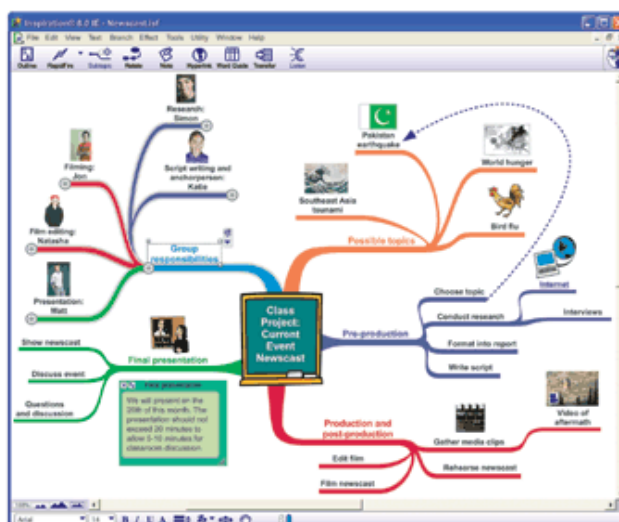 Inspiration® 8.0 IE - Newscast.isf
File Edit View Text Branch Effect Tools Utility Window Help
Outline RapidFire Subtopic Relate Note Hyperlink Word Guide Transfer Listen
Research:
Simon
Filming:
Jon
Script writing and
anchorperson:
Katie
Film editing:
Natasha
Group
responsibilities
Presentation:
Matt
Pakistan
earthquake
World hunger
Southeast Asia
tsunami
Bird flu
Possible topics
Class
Project:
Current
Event
Newscast
Choose topic
Internet
Pre-production
Conduct research
Interviews
Format into report
Write script
Show newscast
Final presentation
Discuss event
Questions
and discussion
Final presentation
We will present on the
of this month. The
presentation should not
exceed 20 minutes to
allow 5-10 minutes for
classroom discussion
Production and
post-production
Gather media clips
Video of
aftermath
Edit film
Rehearse newscast
Film newscast
100%
Arial 14 B I U A